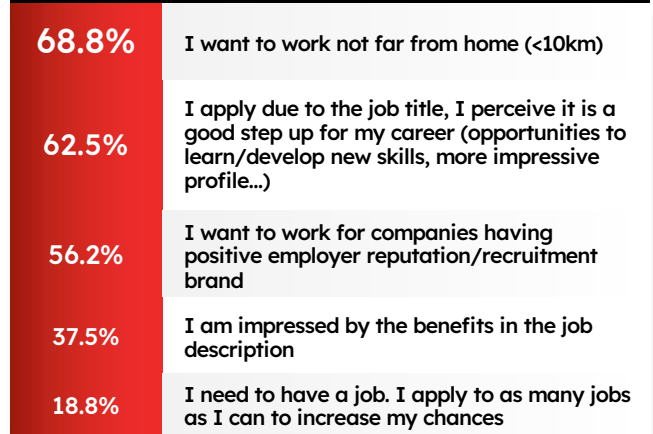 68.8%
I want to work not far from home (<10km)
62.5%
I apply due to the job title, I perceive it is a
good step up for my career (opportunities to
learn/develop new skills, more impressive
profile...)
56.2%
I want to work for companies having
positive employer reputation/recruitment
brand
37.5%
I am impressed by the benefits in the job
description
18.8%
I need to have a job. I apply to as many jobs
as I can to increase my chances